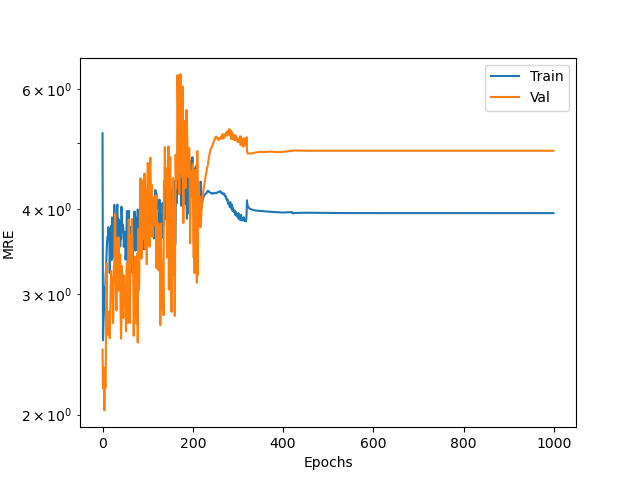 Train
Val
6 × 10⁰
4 × 10⁰
3 × 10⁰
2 × 10⁰
MRE
0 200 400 600 800 1000
Epochs